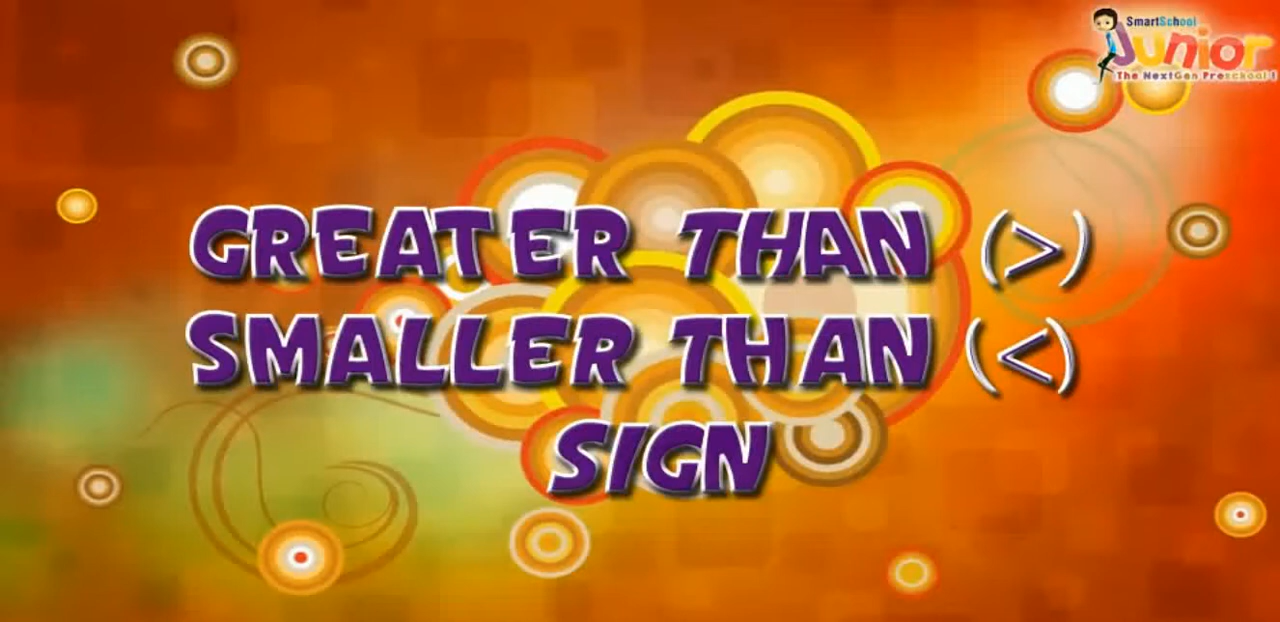 SmartSchool
Junior
The NextGen Preschool!
GREATER THAN (>)
SMALLER THAN (<)
SIGN